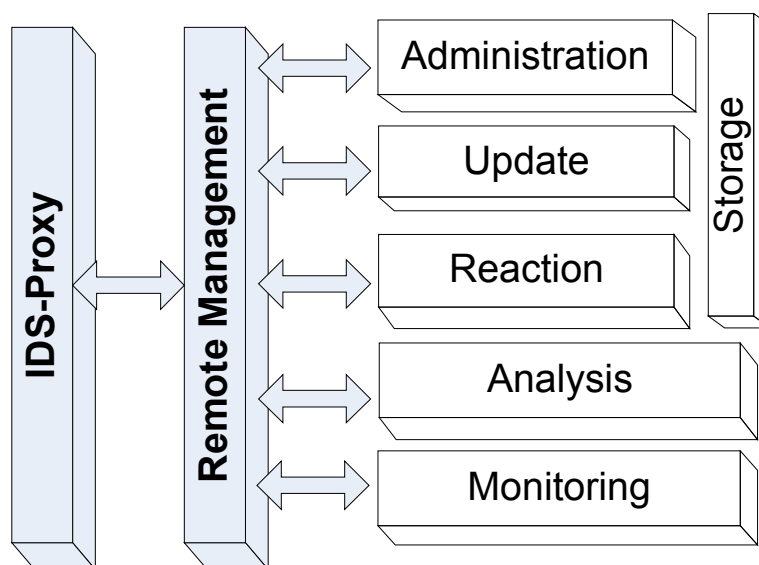 IDS-Proxy
Remote Management
Administration
Update
Reaction
Analysis
Monitoring
Storage